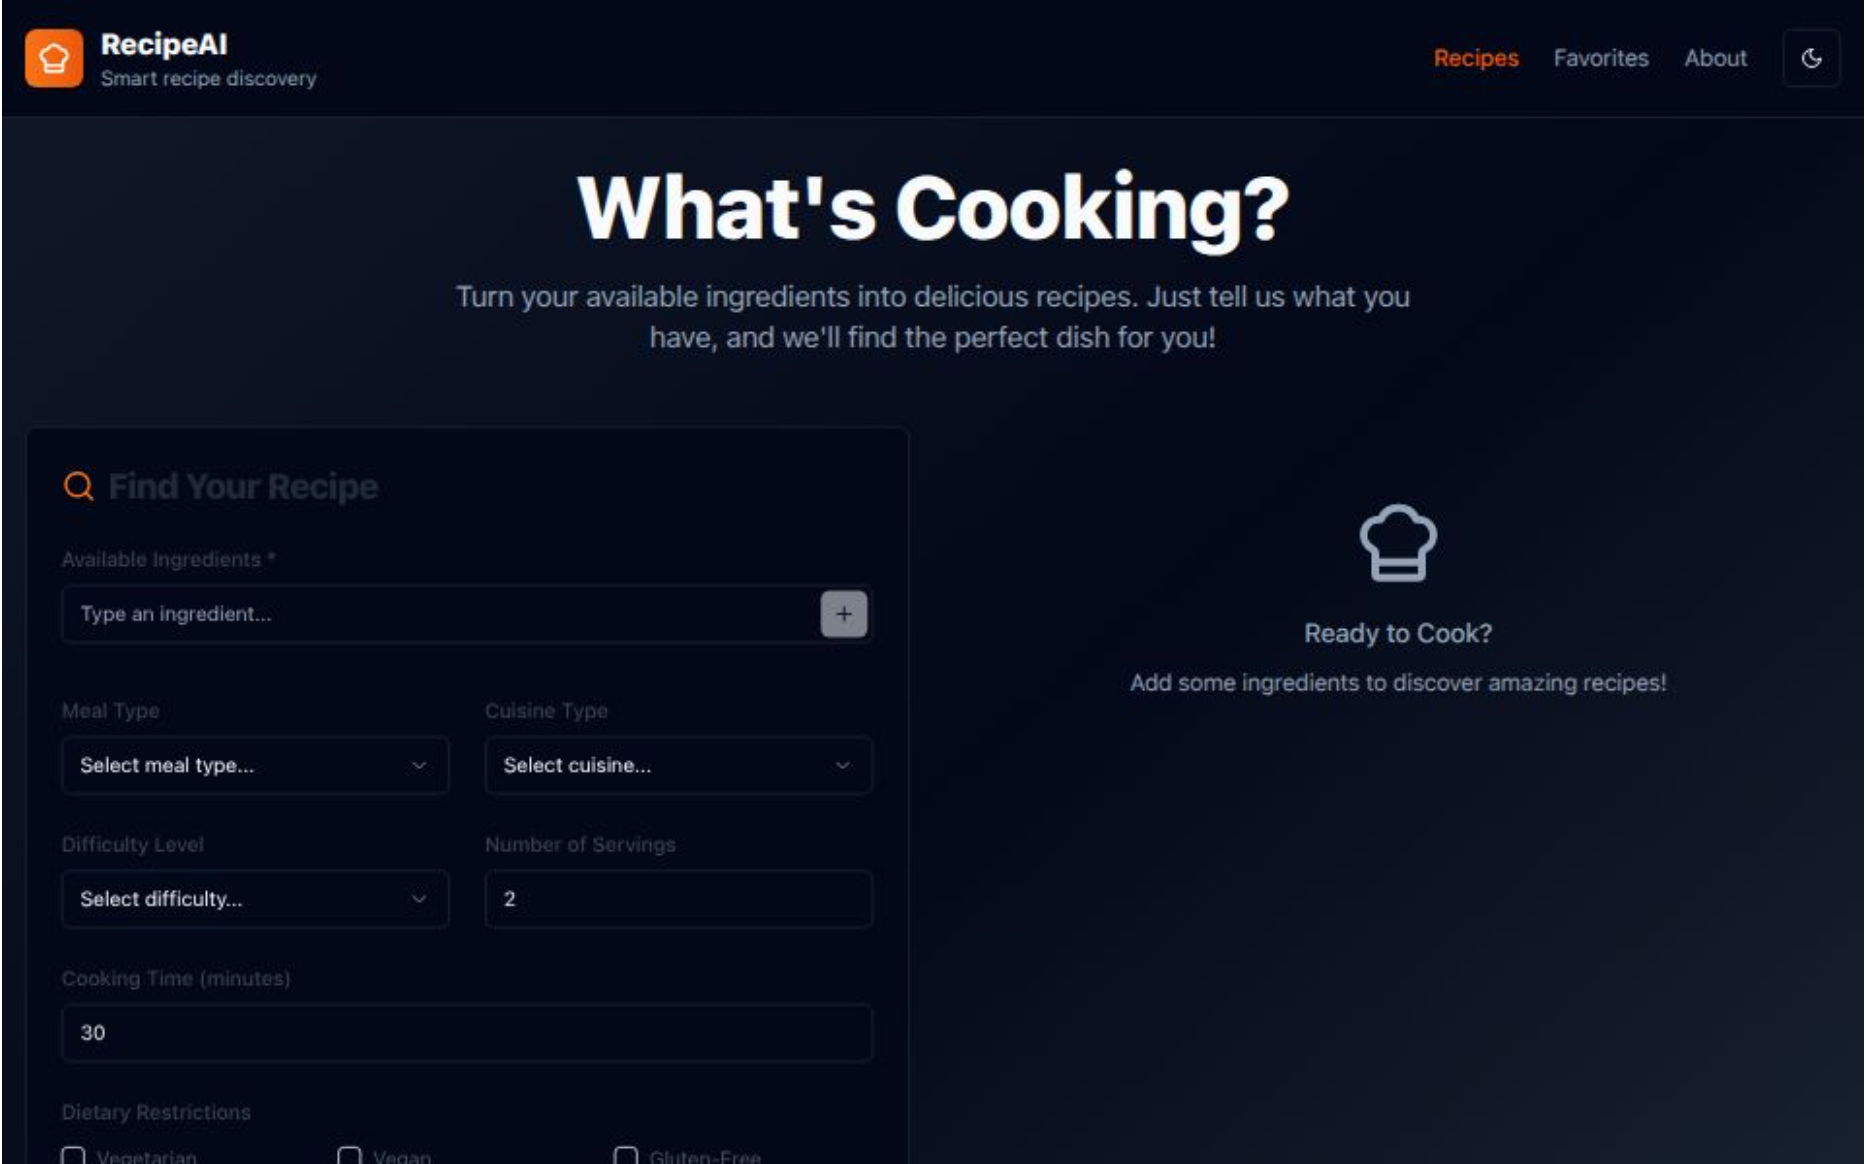 RecipeAI
Smart recipe discovery
Recipes Favorites About
What's Cooking?
Turn your available ingredients into delicious recipes. Just tell us what you
have, and we'll find the perfect dish for you!
Find Your Recipe
Available Ingredients *
Type an ingredient...
+
Meal Type Cuisine Type
Select meal type... Select cuisine...
Difficulty Level Number of Servings
Select difficulty... 2
Cooking Time (minutes)
30
Dietary Restrictions
Vegetarian Vegan Gluten-Free
Ready to Cook?
Add some ingredients to discover amazing recipes!